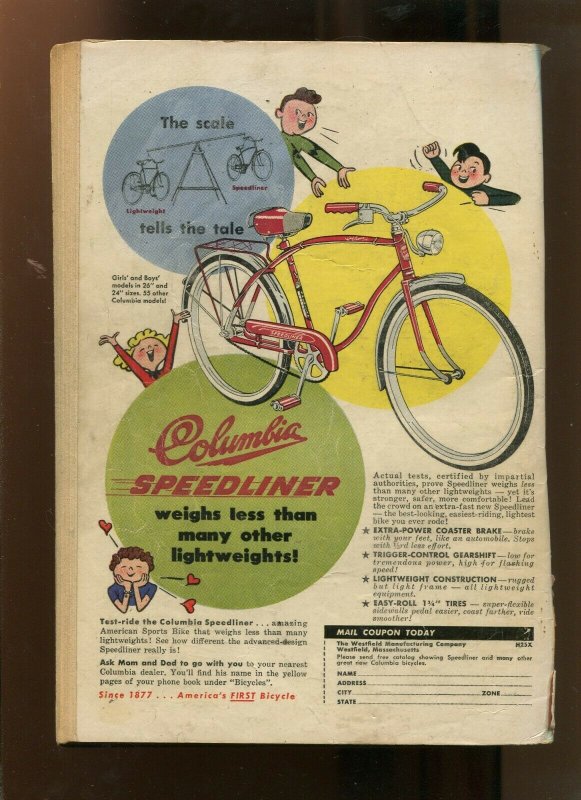 The scale
Lightweight
Speedliner
tells the tale
Girls' and Boys'
models in 26" and
24" sizes. 55 other
Columbia models!
SPEEDLINER
Columbia
SPEEDLINER
weighs less than
many other
lightweights!
Test-ride the Columbia Speedliner . . . amazing
American Sports Bike that weighs less than many
lightweights! See how different the advanced-design
Speedliner really is!
Ask Mom and Dad to go with you to your nearest
Columbia dealer. You'll find his name in the yellow
pages of your phone book under "Bicycles".
Since 1877 . . . America's FIRST Bicycle
Actual tests, certified by impartial
authorities, prove Speedliner weighs less
than many other lightweights — yet it's
stronger, safer, more comfortable! Lead
the crowd on an extra-fast new Speedliner
— the best-looking, easiest-riding, lightest
bike you ever rode!
★ EXTRA-POWER COASTER BRAKE—brake
with your feet, like an automobile. Stops
with ⅓rd less effort.
★ TRIGGER-CONTROL GEARSHIFT—low for
tremendous power, high for flashing
speed!
★ LIGHTWEIGHT CONSTRUCTION—rugged
but light frame — all lightweight
equipment.
★ EASY-ROLL 1¾" TIRES — super-flexible
sidewalls pedal easier, coast farther, ride
smoother!
MAIL COUPON TODAY
The Westfield Manufacturing Company H25X
Westfield, Massachusetts
Please send free catalog showing Speedliner and many other
great new Columbia bicycles.
NAME
ADDRESS
CITY ZONE
STATE